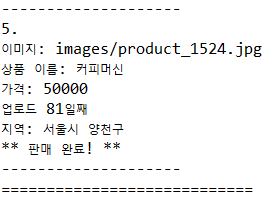 --------------------
5.
이미지: images/product_1524.jpg
상품 이름: 커피머신
가격: 50000
업로드 81일째
지역: 서울시 양천구
** 판매 완료! **
--------------------
============================